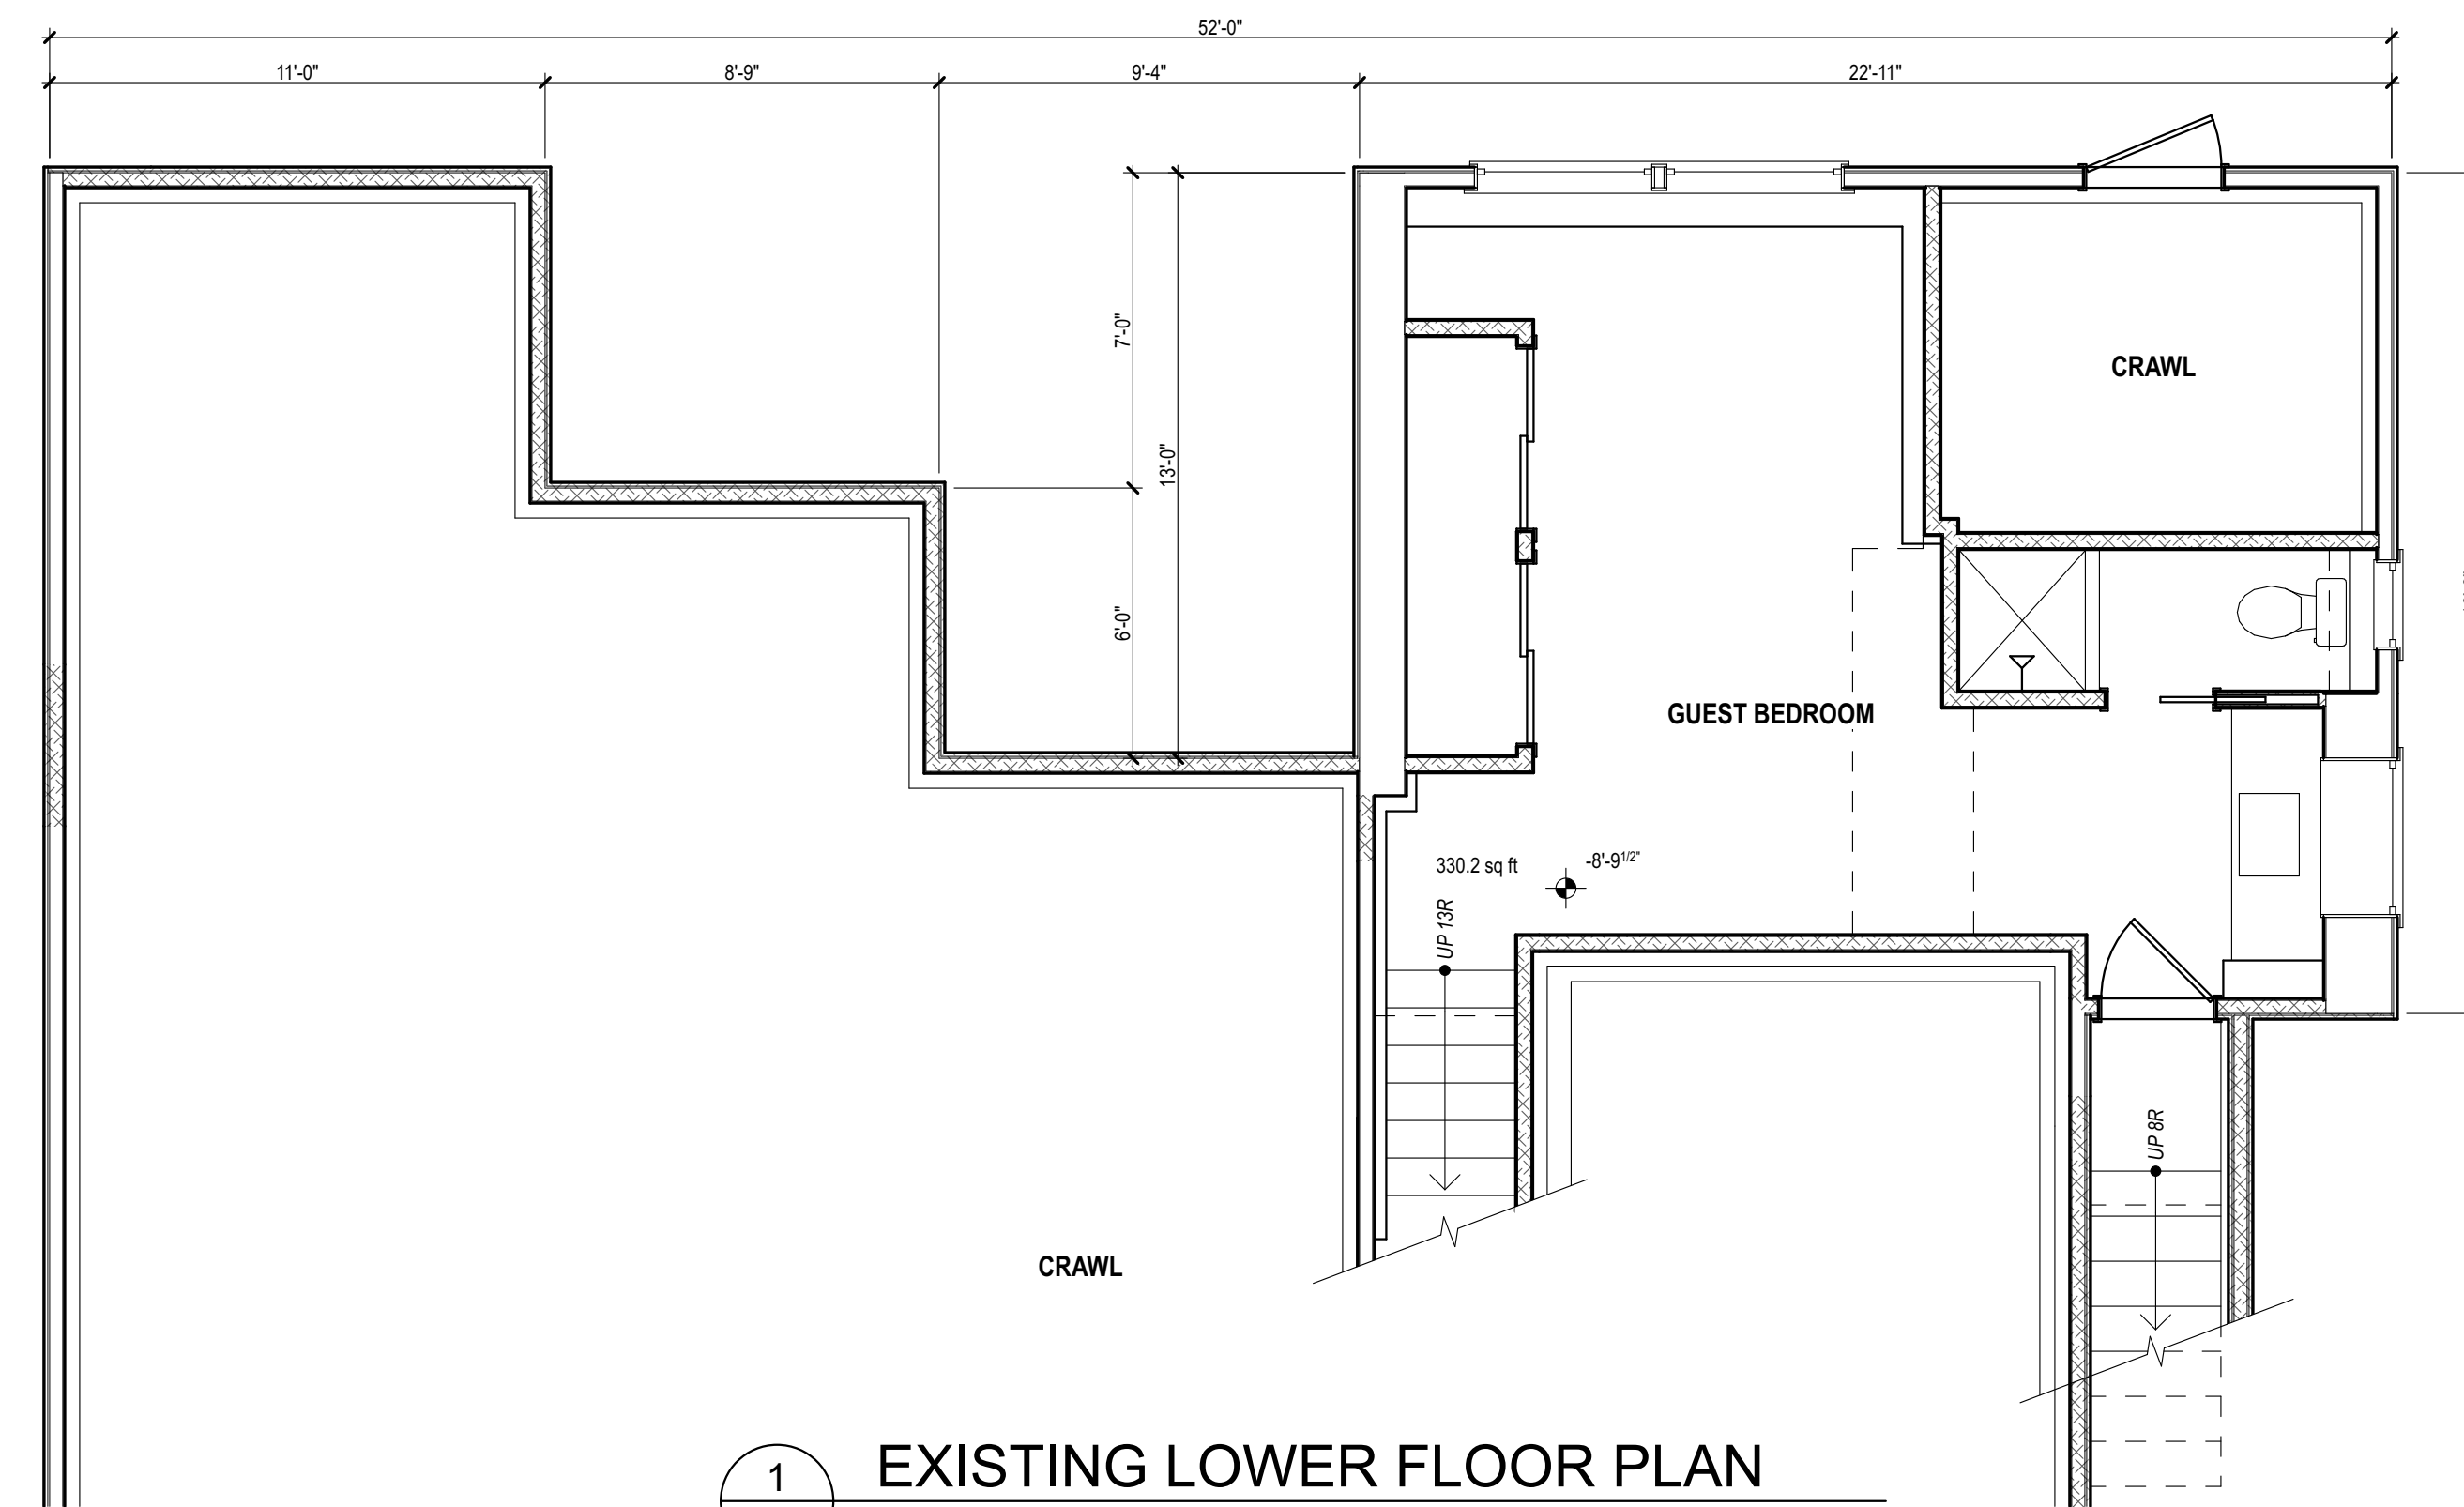 52'-0"
11'-0"
8'-9"
9'-4"
22'-11"
7'-0"
13'-0"
6'-0"
CRAWL
GUEST BEDROOM
330.2 sq ft
-8'-9 1/2"
UP 13R
UP 8R
CRAWL
1
EXISTING LOWER FLOOR PLAN